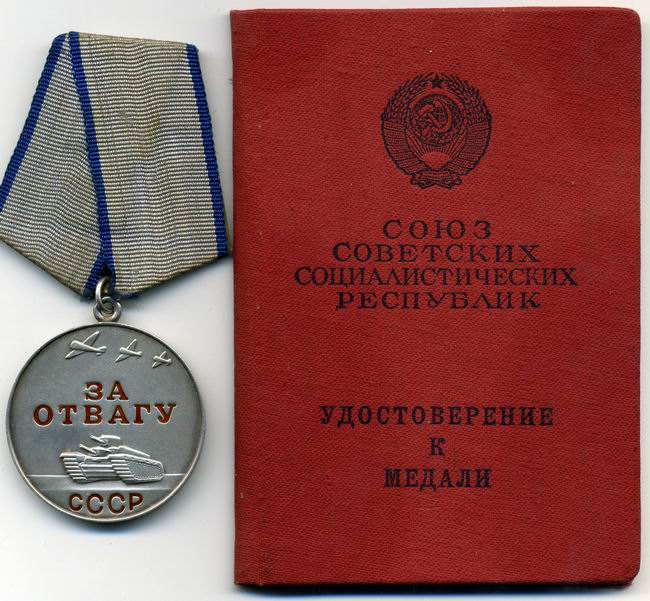 ЗА
ОТВАГУ
СССР
СОЮЗ
СОВЕТСКИХ
СОЦИАЛИСТИЧЕСКИХ
РЕСПУБЛИК
УДОСТОВЕРЕНИЕ
К
МЕДАЛИ